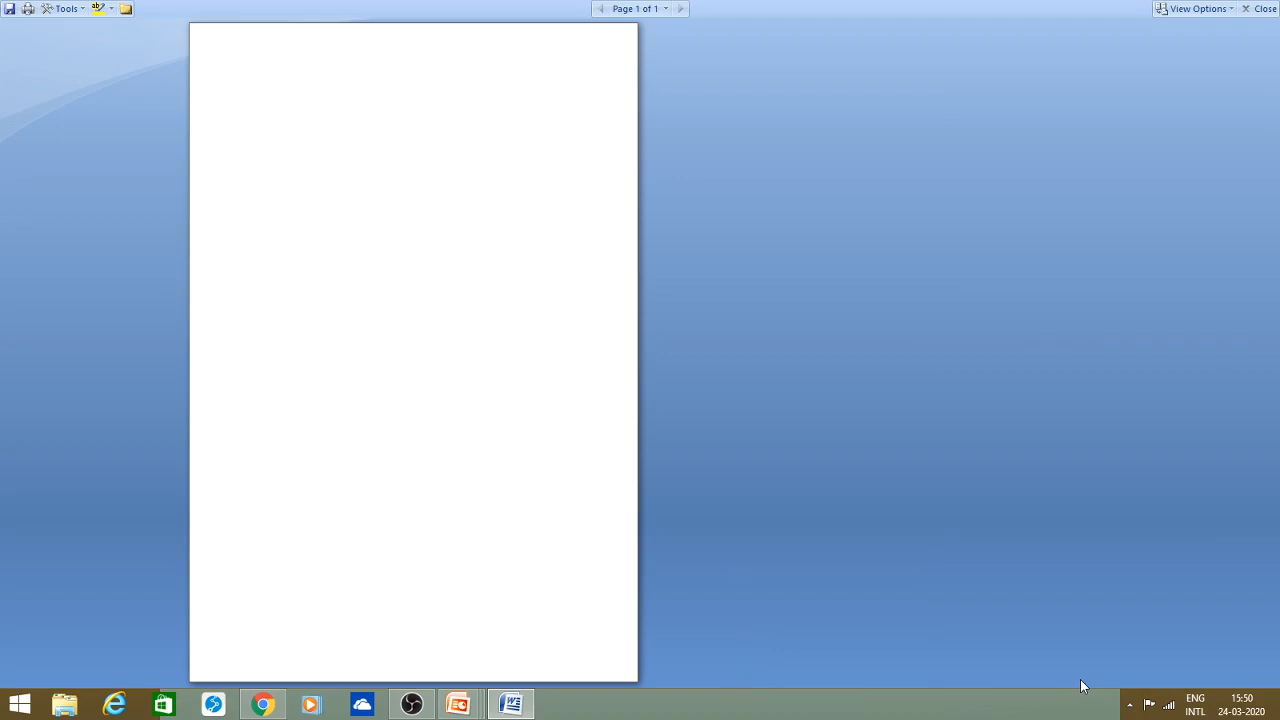 Tools
Page 1 of 1
View Options
Close
ENG
INTL
15:50
24-03-2020